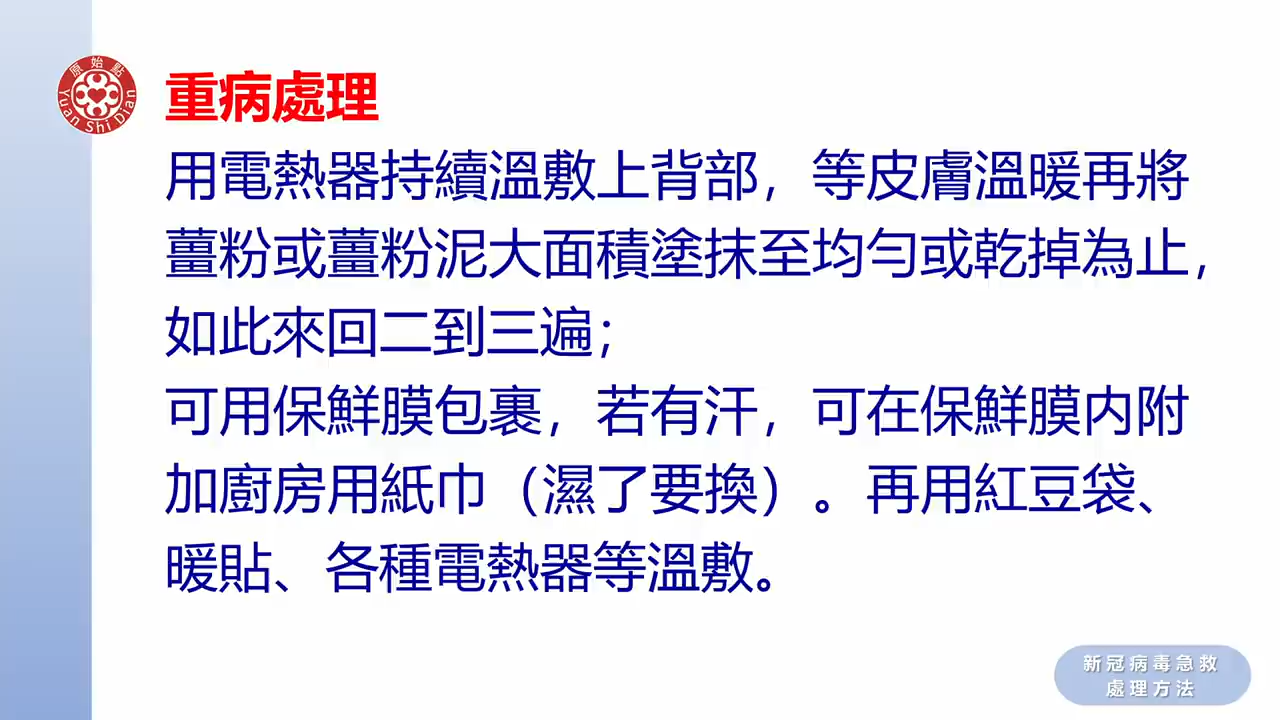 原始點
Yuan Shi Dian
重病處理
用電熱器持續溫敷上背部，等皮膚溫暖再將
薑粉或薑粉泥大面積塗抹至均勻或乾掉為止，
如此來回二到三遍；
可用保鮮膜包裹，若有汗，可在保鮮膜内附
加廚房用紙巾（濕了要換）。再用紅豆袋、
暖貼、各種電熱器等溫敷。
新冠病毒急救
處理方法